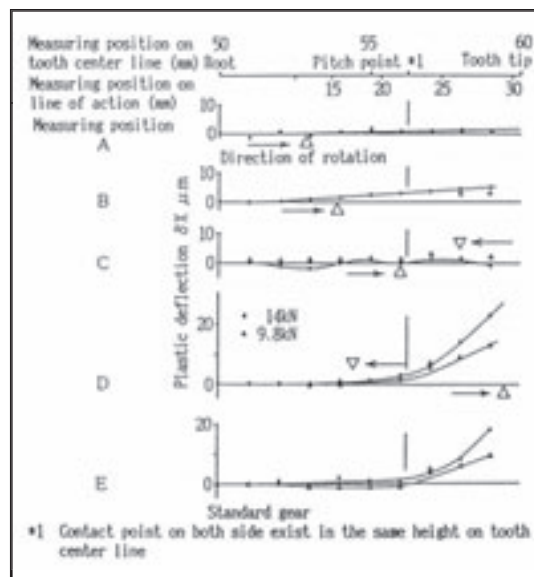 Measuring position on 50 55 60
tooth center line (mm) Root Pitch point *1 Tooth tip
Measuring position on
line of action (mm) 15 20 25 30
Measuring position 10
A 0
Direction of rotation
10
B 0
10
C 0
Plastic deflection δX μm
14kN
9.8kN
20
D 0
20
E 0
Standard gear
*1 Contact point on both side exist in the same height on tooth
center line